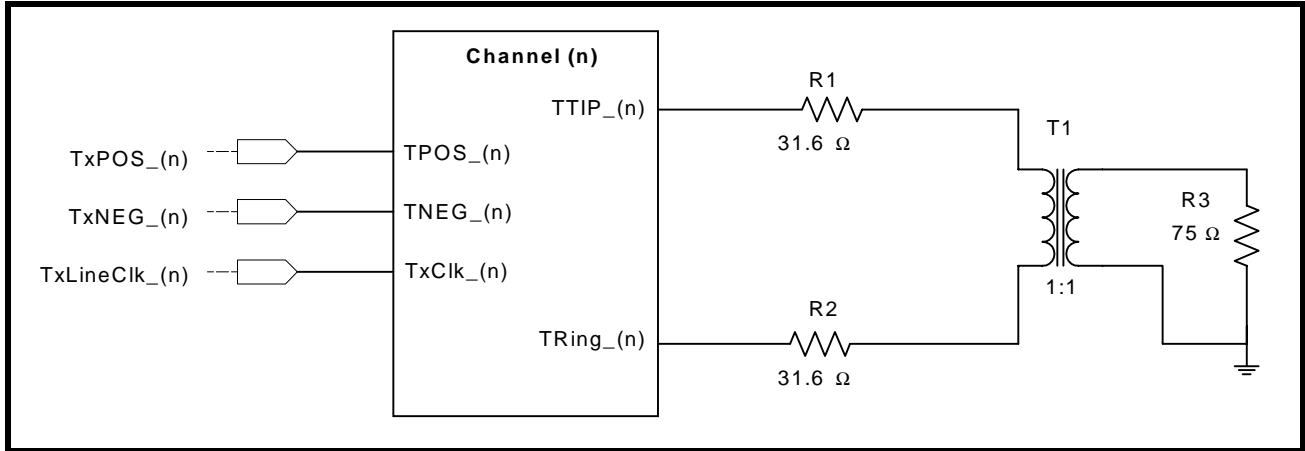 Channel (n)
TTIP_(n)
R1
31.6 Ω
T1
TxPOS_(n)
TPOS_(n)
TxNEG_(n)
TNEG_(n)
R3
75 Ω
TxLineClk_(n)
TxClk_(n)
1:1
TRing_(n)
R2
31.6 Ω